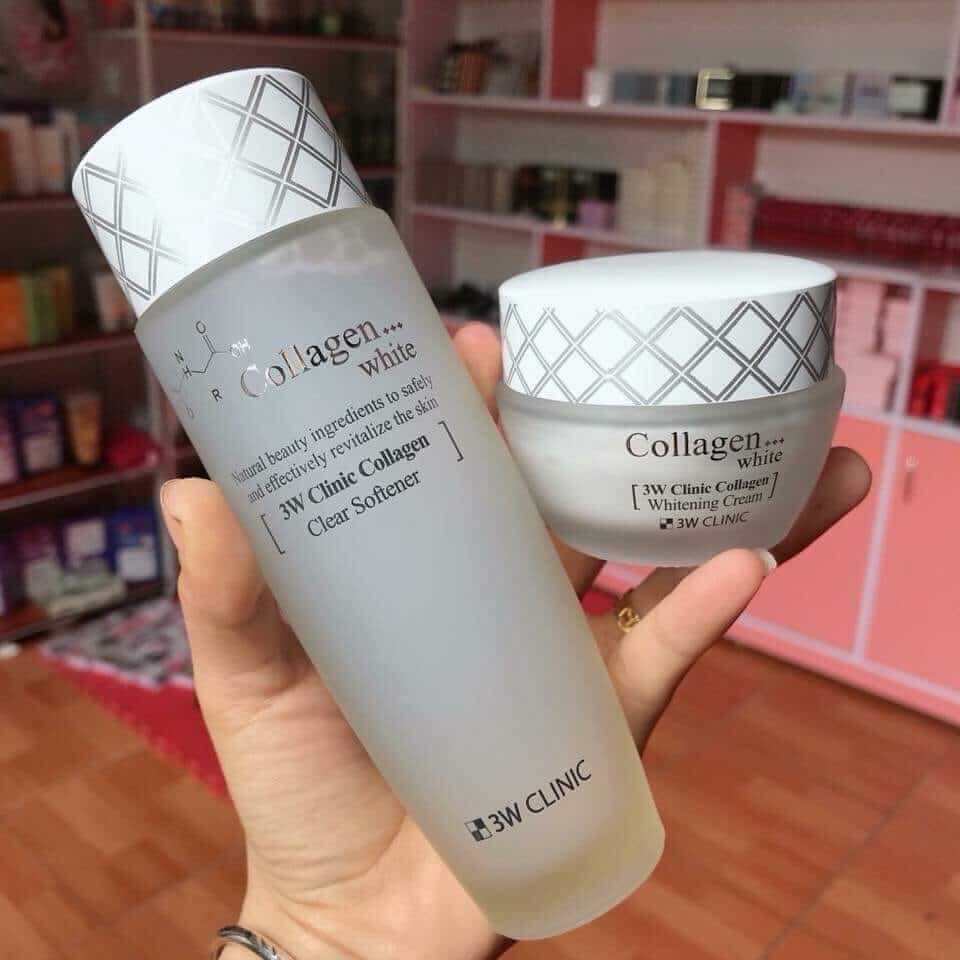 N
H
O
OH
R
O
Collagen
white
Natural beauty ingredients to safely
and effectively revitalize the skin
[ 3W Clinic Collagen
Clear Softener ]
3W CLINIC
Collagen
white
[ 3W Clinic Collagen
Whitening Cream ]
3W CLINIC